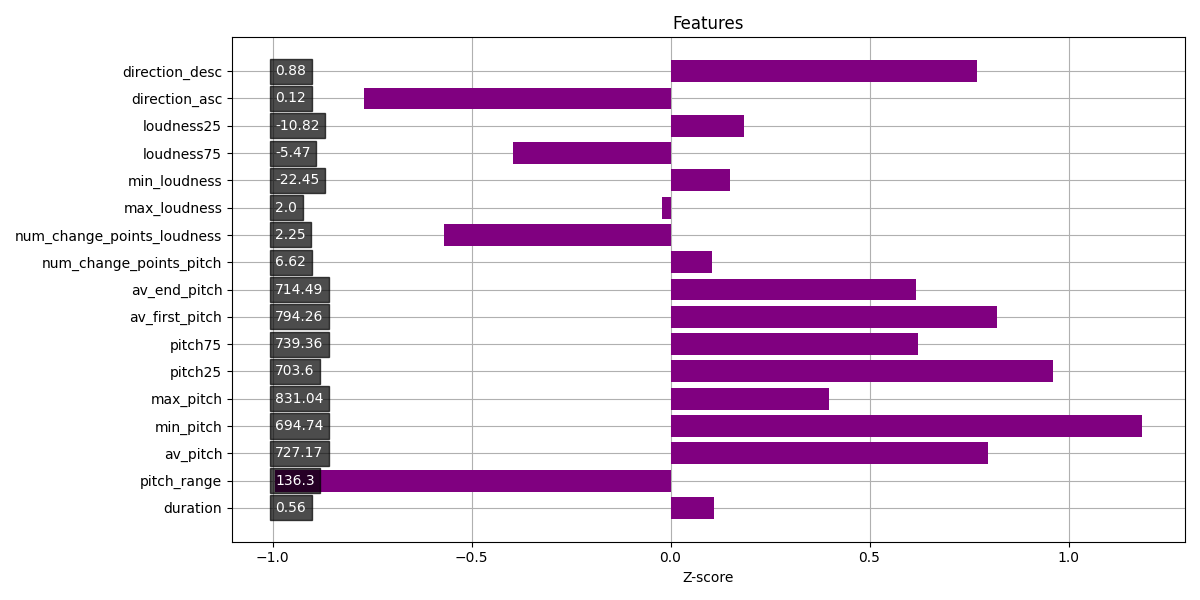 Features
direction_desc 0.88
direction_asc 0.12
loudness25 -10.82
loudness75 -5.47
min_loudness -22.45
max_loudness 2.0
num_change_points_loudness 2.25
num_change_points_pitch 6.62
av_end_pitch 714.49
av_first_pitch 794.26
pitch75 739.36
pitch25 703.6
max_pitch 831.04
min_pitch 694.74
av_pitch 727.17
pitch_range 136.3
duration 0.56
−1.0 −0.5 0.0 0.5 1.0
Z-score